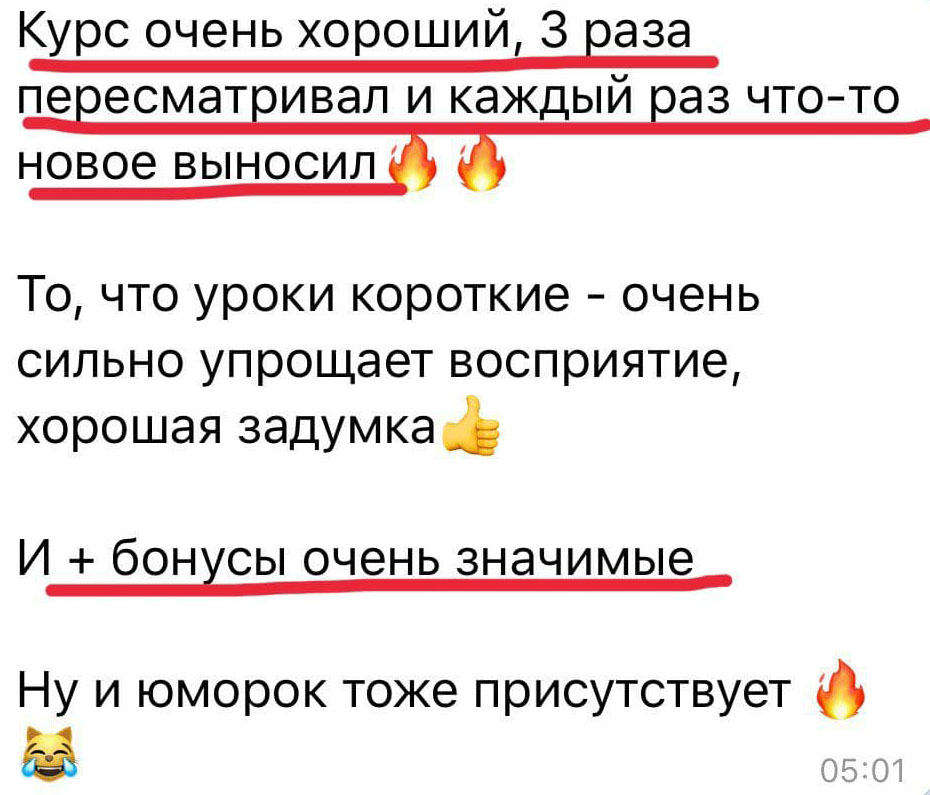 Курс очень хороший, 3 раза
пересматривал и каждый раз что-то
новое выносил🔥 🔥
То, что уроки короткие - очень
сильно упрощает восприятие,
хорошая задумка👍
И + бонусы очень значимые
Ну и юморок тоже присутствует 🔥
😹
05:01